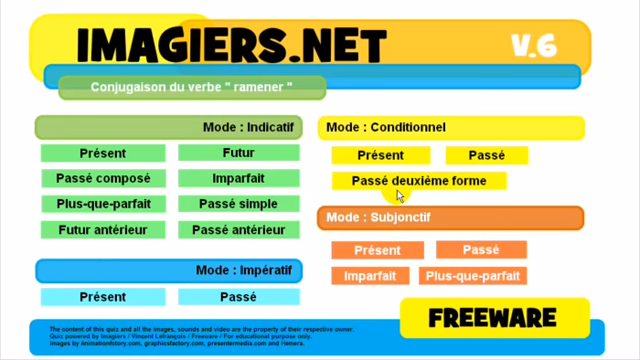 IMAGIERS.NET
V.6
Conjugaison du verbe " ramener "
Mode : Indicatif
Présent
Futur
Passé composé
Imparfait
Plus-que-parfait
Passé simple
Futur antérieur
Passé antérieur
Mode : Impératif
Présent
Passé
Mode : Conditionnel
Présent
Passé
Passé deuxième forme
Mode : Subjonctif
Présent
Passé
Imparfait
Plus-que-parfait
FREEWARE
The content of this quiz and all the images, sounds and video are the property of their respective owner.
Quiz powered by Imagiers / Vincent Lefrançois / Freeware / For educational purpose only.
Images by Animationfctory.com, graphicsfactory.com, presentermedia.com and Hemera.